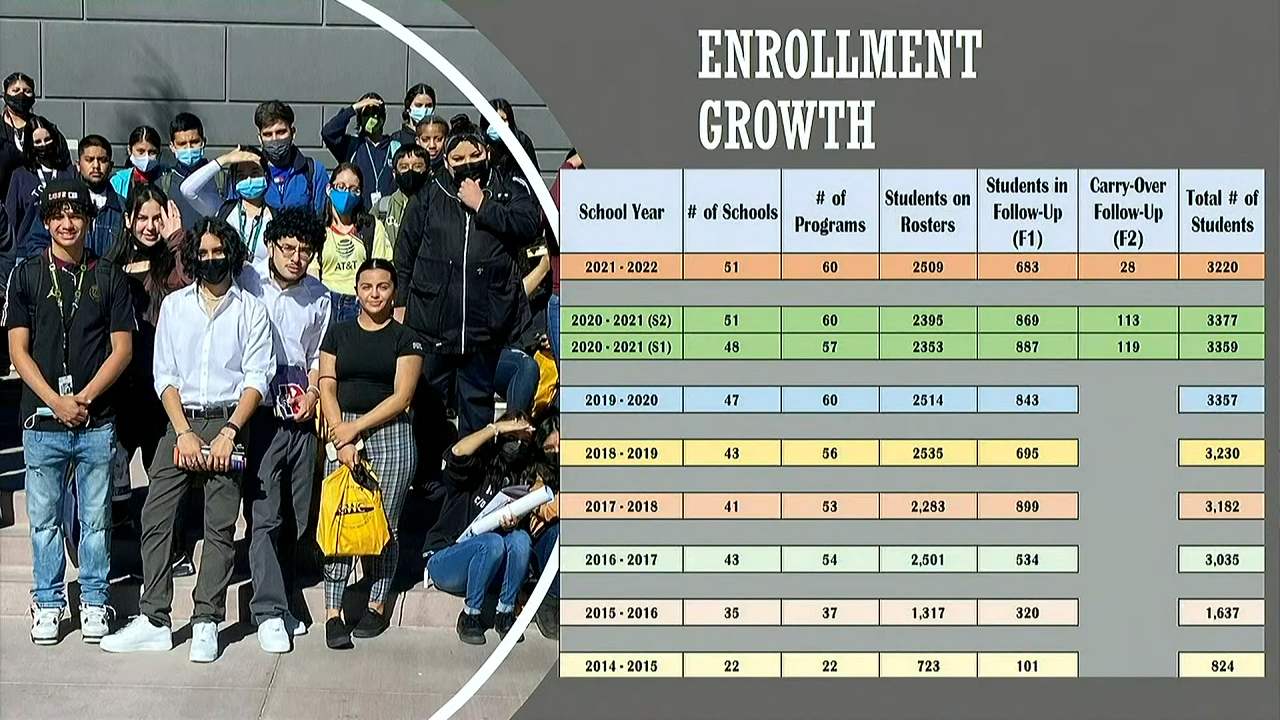 ENROLLMENT
GROWTH
School Year # of Schools # of Programs Students on Rosters Students in Follow-Up (F1) Carry-Over Follow-Up (F2) Total # of Students
2021 - 2022 51 60 2509 683 28 3220
2020 - 2021 (S2) 51 60 2395 869 113 3377
2020 - 2021 (S1) 48 57 2353 887 119 3359
2019 - 2020 47 60 2514 843 3357
2018 - 2019 43 56 2535 695 3,230
2017 - 2018 41 53 2,283 899 3,182
2016 - 2017 43 54 2,501 534 3,035
2015 - 2016 35 37 1,317 320 1,637
2014 - 2015 22 22 723 101 824
AT&T